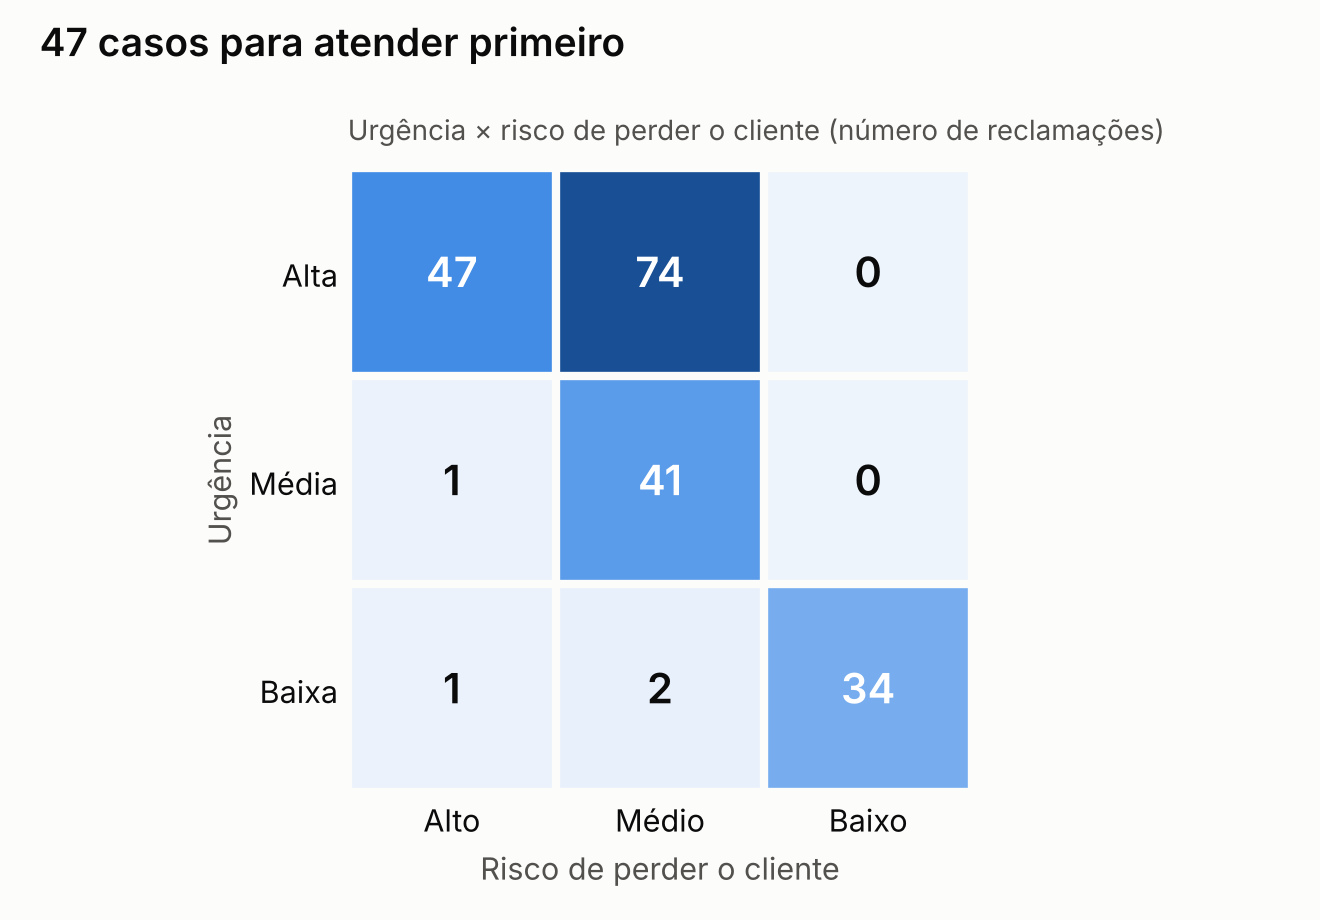 47 casos para atender primeiro
Urgência × risco de perder o cliente (número de reclamações)
Alta
47
74
0
Urgência
Média
1
41
0
Baixa
1
2
34
Alto
Médio
Baixo
Risco de perder o cliente